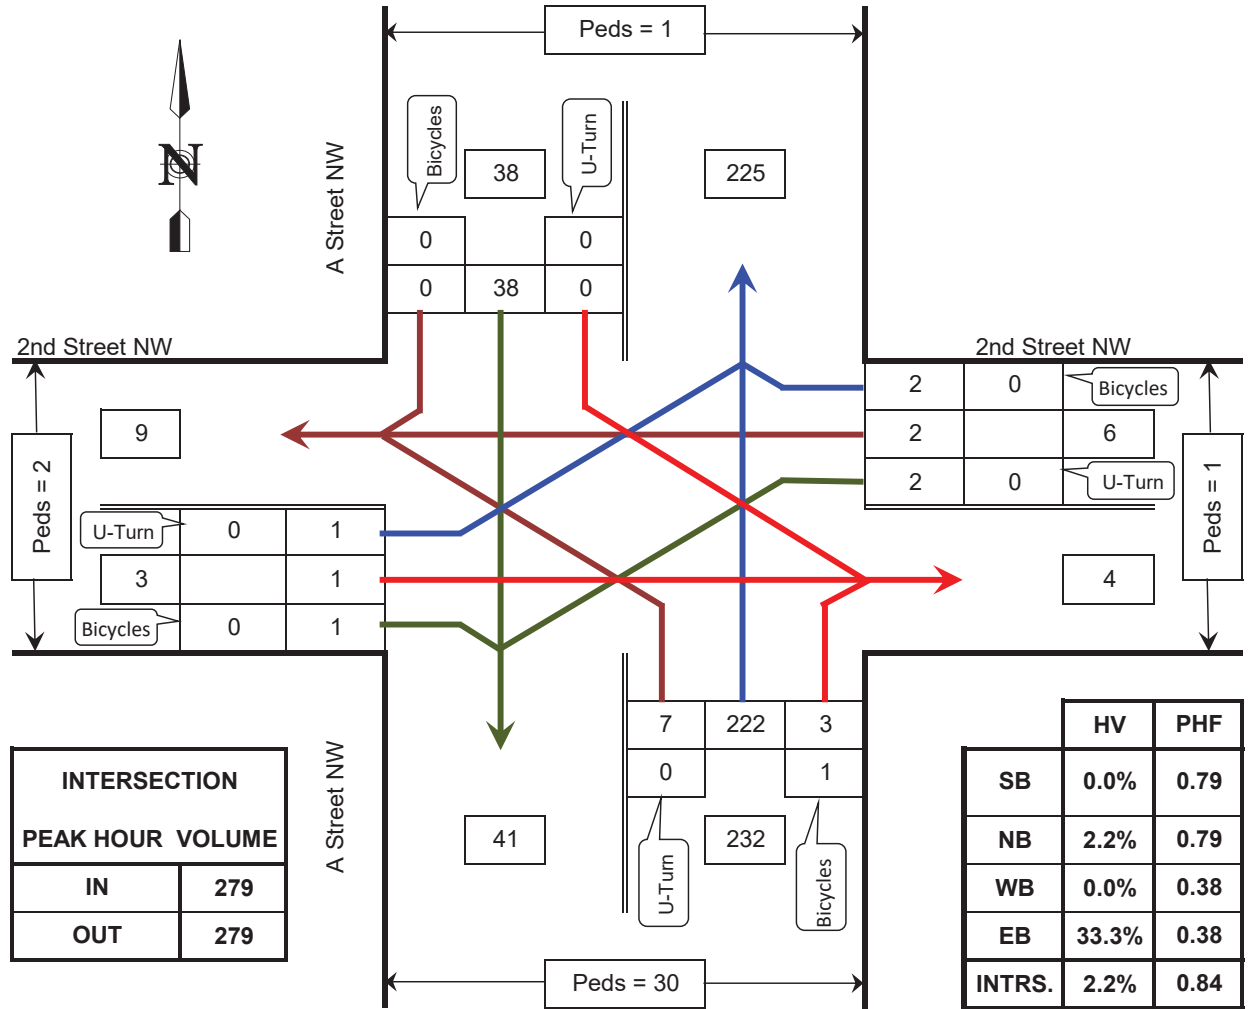 Peds = 1
N
A Street NW
Bicycles
38
U-Turn
225
0
0
0
38
0
2nd Street NW
2nd Street NW
2
0
Bicycles
9
2
6
2
0
U-Turn
Peds = 2
Peds = 1
U-Turn
0
1
3
1
4
Bicycles
0
1
7
222
3
0
1
A Street NW
41
232
U-Turn
Bicycles
INTERSECTION
PEAK HOUR VOLUME
IN 279
OUT 279
HV PHF
SB 0.0% 0.79
NB 2.2% 0.79
WB 0.0% 0.38
EB 33.3% 0.38
INTRS. 2.2% 0.84
Peds = 30